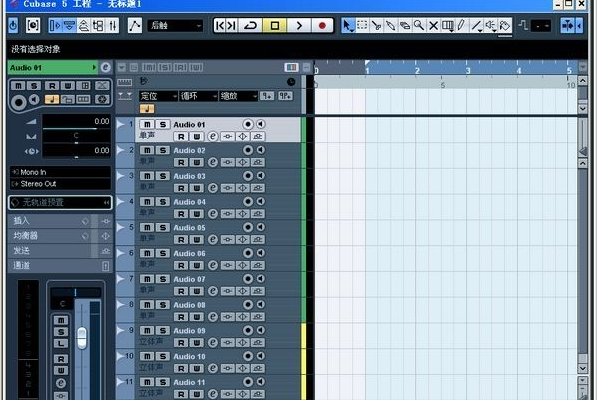 Cubase 5 工程 - 无标题1
后触
没有选择对象
Audio 01
M S R W
秒
0 1 2 3 4 5
0 5 10
定位 循环 缩放
0.00
C
0.00
Mono In
Stereo Out
无轨道预置
插入
均衡器
发送
通道
C
M
S
L
R
W
e
1 M S Audio 01
单声 R W e
2 M S Audio 02
单声 R W e
3 M S Audio 03
单声 R W e
4 M S Audio 04
单声 R W e
5 M S Audio 05
单声 R W e
6 M S Audio 06
单声 R W e
7 M S Audio 07
单声 R W e
8 M S Audio 08
单声 R W e
9 M S Audio 09
立体声 R W e
10 M S Audio 10
立体声 R W e
11 M S Audio 11
立体声 R W e